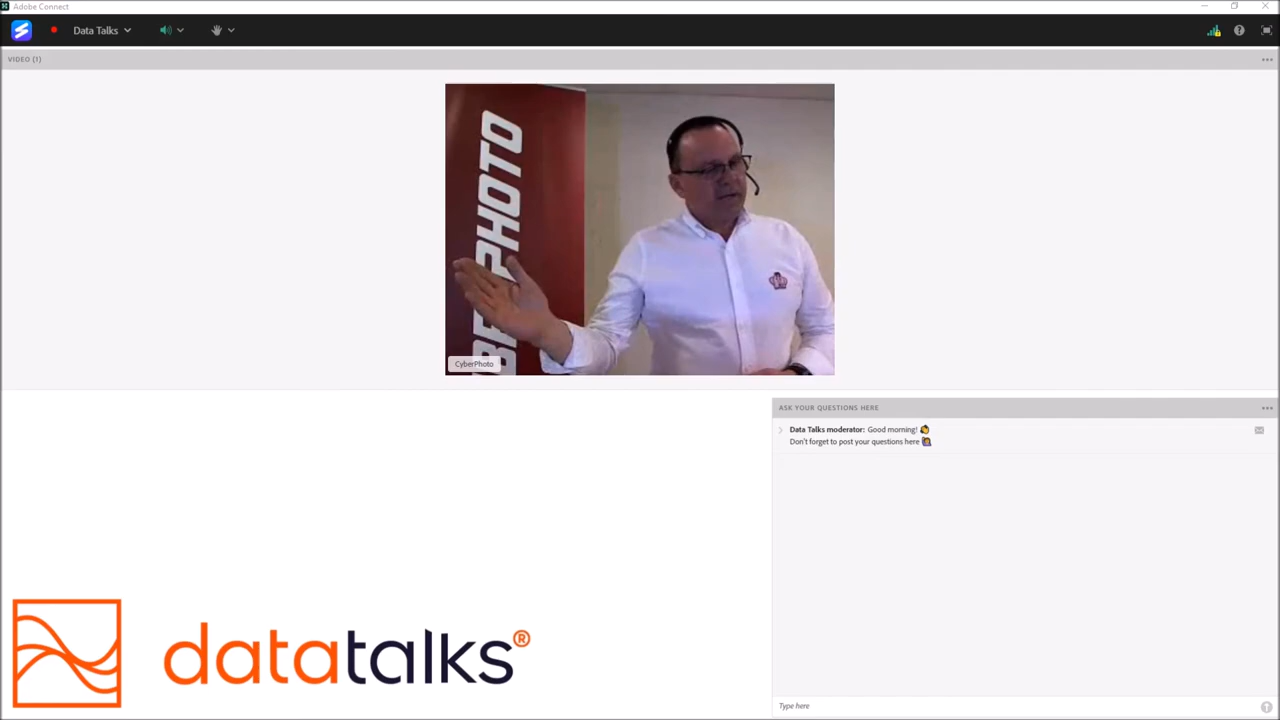 Adobe Connect
Data Talks
VIDEO (1)
CYBERPHOTO
CyberPhoto
ASK YOUR QUESTIONS HERE
Data Talks moderator: Good morning! 
Don't forget to post your questions here
Type here
datatalks®